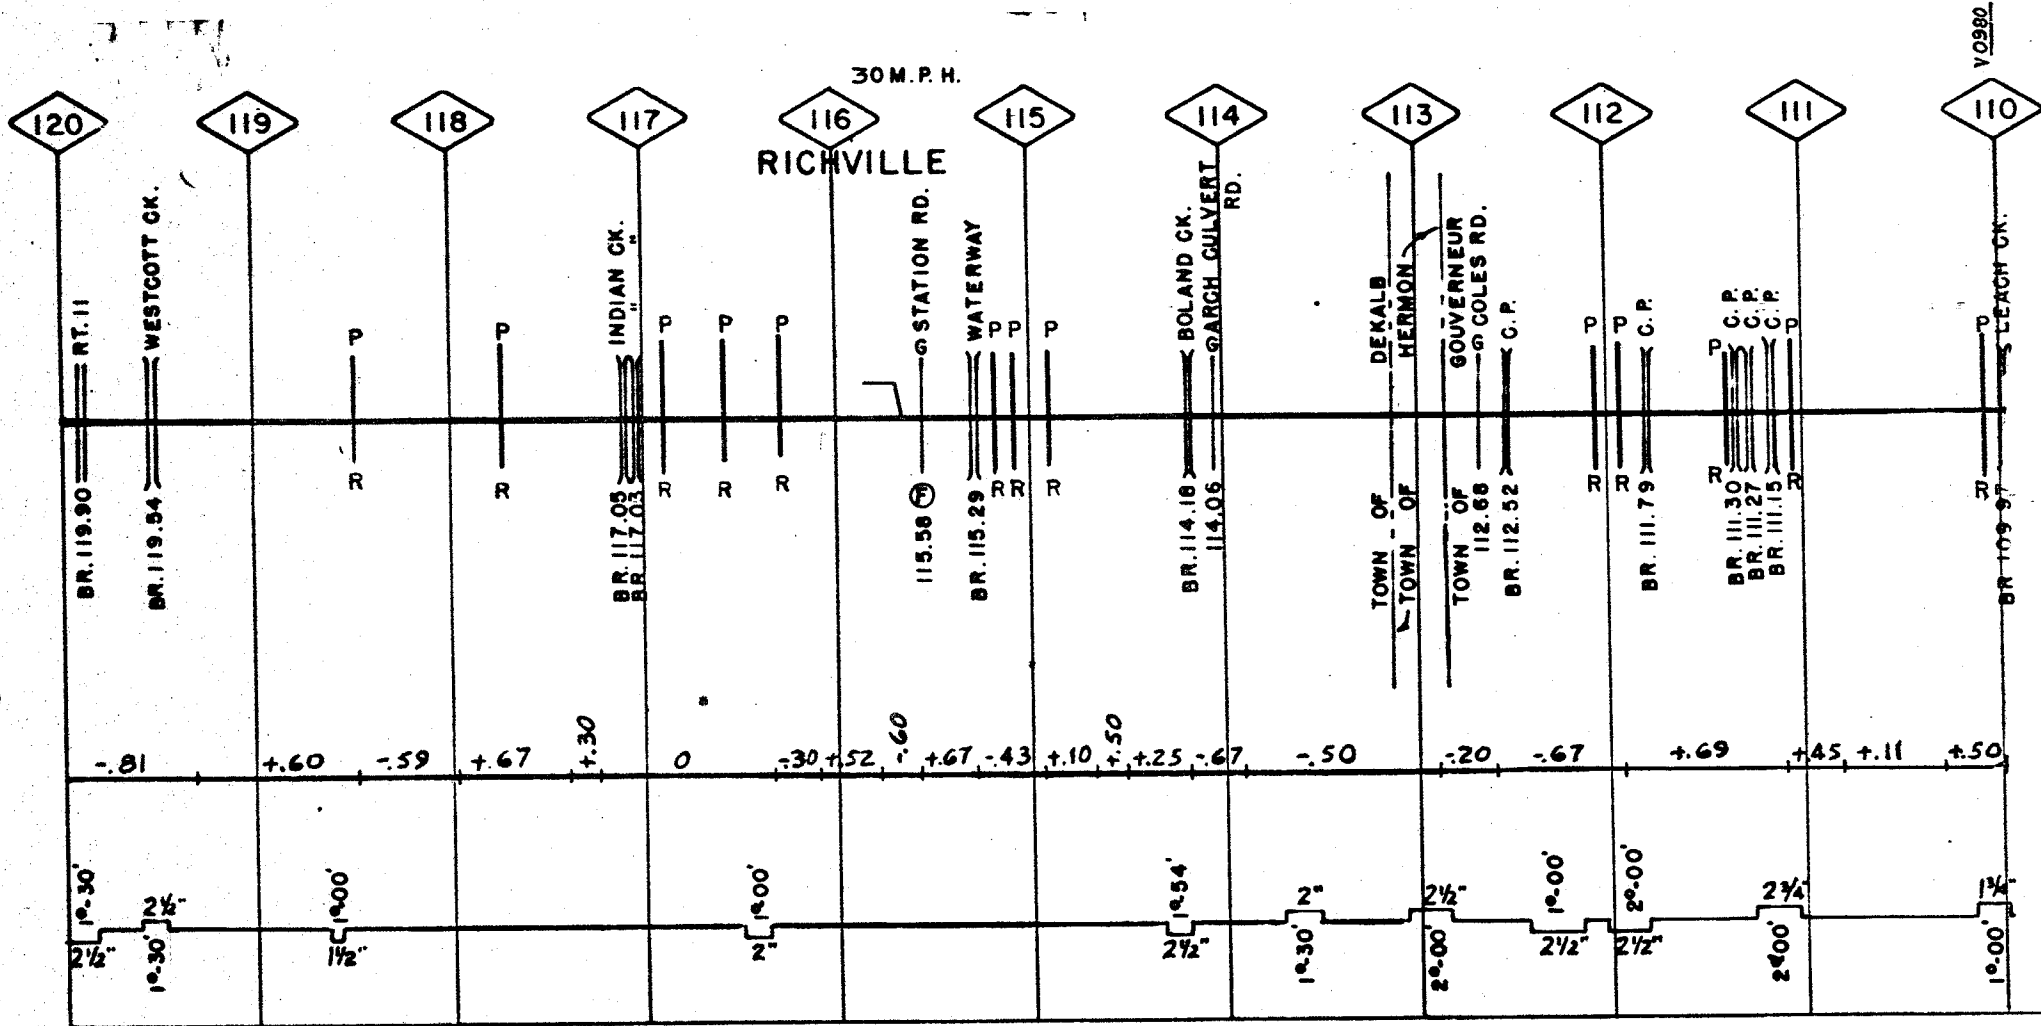 V0980
30 M.P.H.
120 119 118 117 116 115 114 113 112 111 110
RICHVILLE
RT. 11
WESTCOTT CK.
P
P
INDIAN CK.
" "
P
P
P
G STATION RD.
WATERWAY
P P
P
BOLAND CK.
G ARCH CULVERT
RD.
DEKALB
HERMON
GOUVERNEUR
G COLES RD.
C.P.
P
P
C.P.
P
C.P.
C.P.
C.P.
P
P
LEACH CK.
BR. 119.90
BR. 119.54
R
R
BR. 117.05
BR. 117.03
R
R
R
115.58 F
BR. 115.29
R R
R
BR. 114.18
114.06
TOWN OF
TOWN OF
TOWN OF
112.68
BR. 112.52
R
R
BR. 111.79
R
BR. 111.30
BR. 111.27
BR. 111.15
R
R
BR 109.97
-.81 +.60 -.59 +.67 +.30 0 -.30 +.52 -.60 +.67 -.43 +.10 +.50 +.25 -.67 -.50 -.20 -.67 +.69 +.45 +.11 +.50
1°-30'
2½"
2½"
1°-30'
1°-00'
1½"
1°-00'
2"
1°-54'
2½"
2"
1°-30'
2½"
2°-00'
1°-00'
2½"
2°-00'
2½"
2¾"
2°00'
1¾"
1°-00'